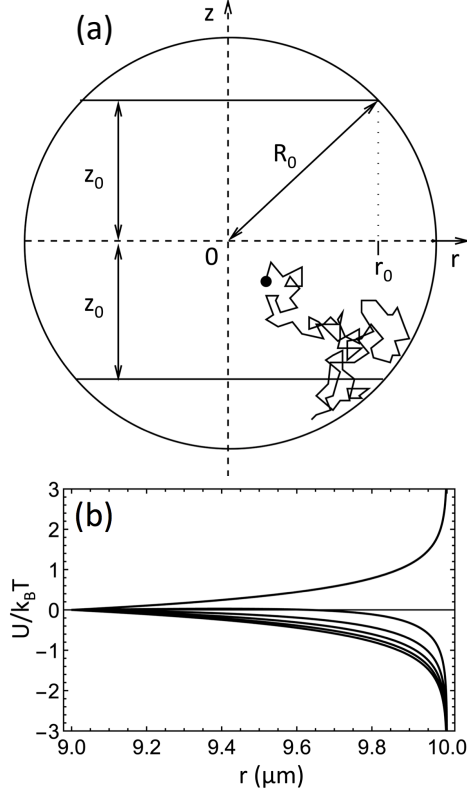 (a)
z
z₀
R₀
0
r₀
r
z₀
(b)
3
2
1
0
−1
−2
−3
U/k_BT
9.0 9.2 9.4 9.6 9.8 10.0
r (μm)